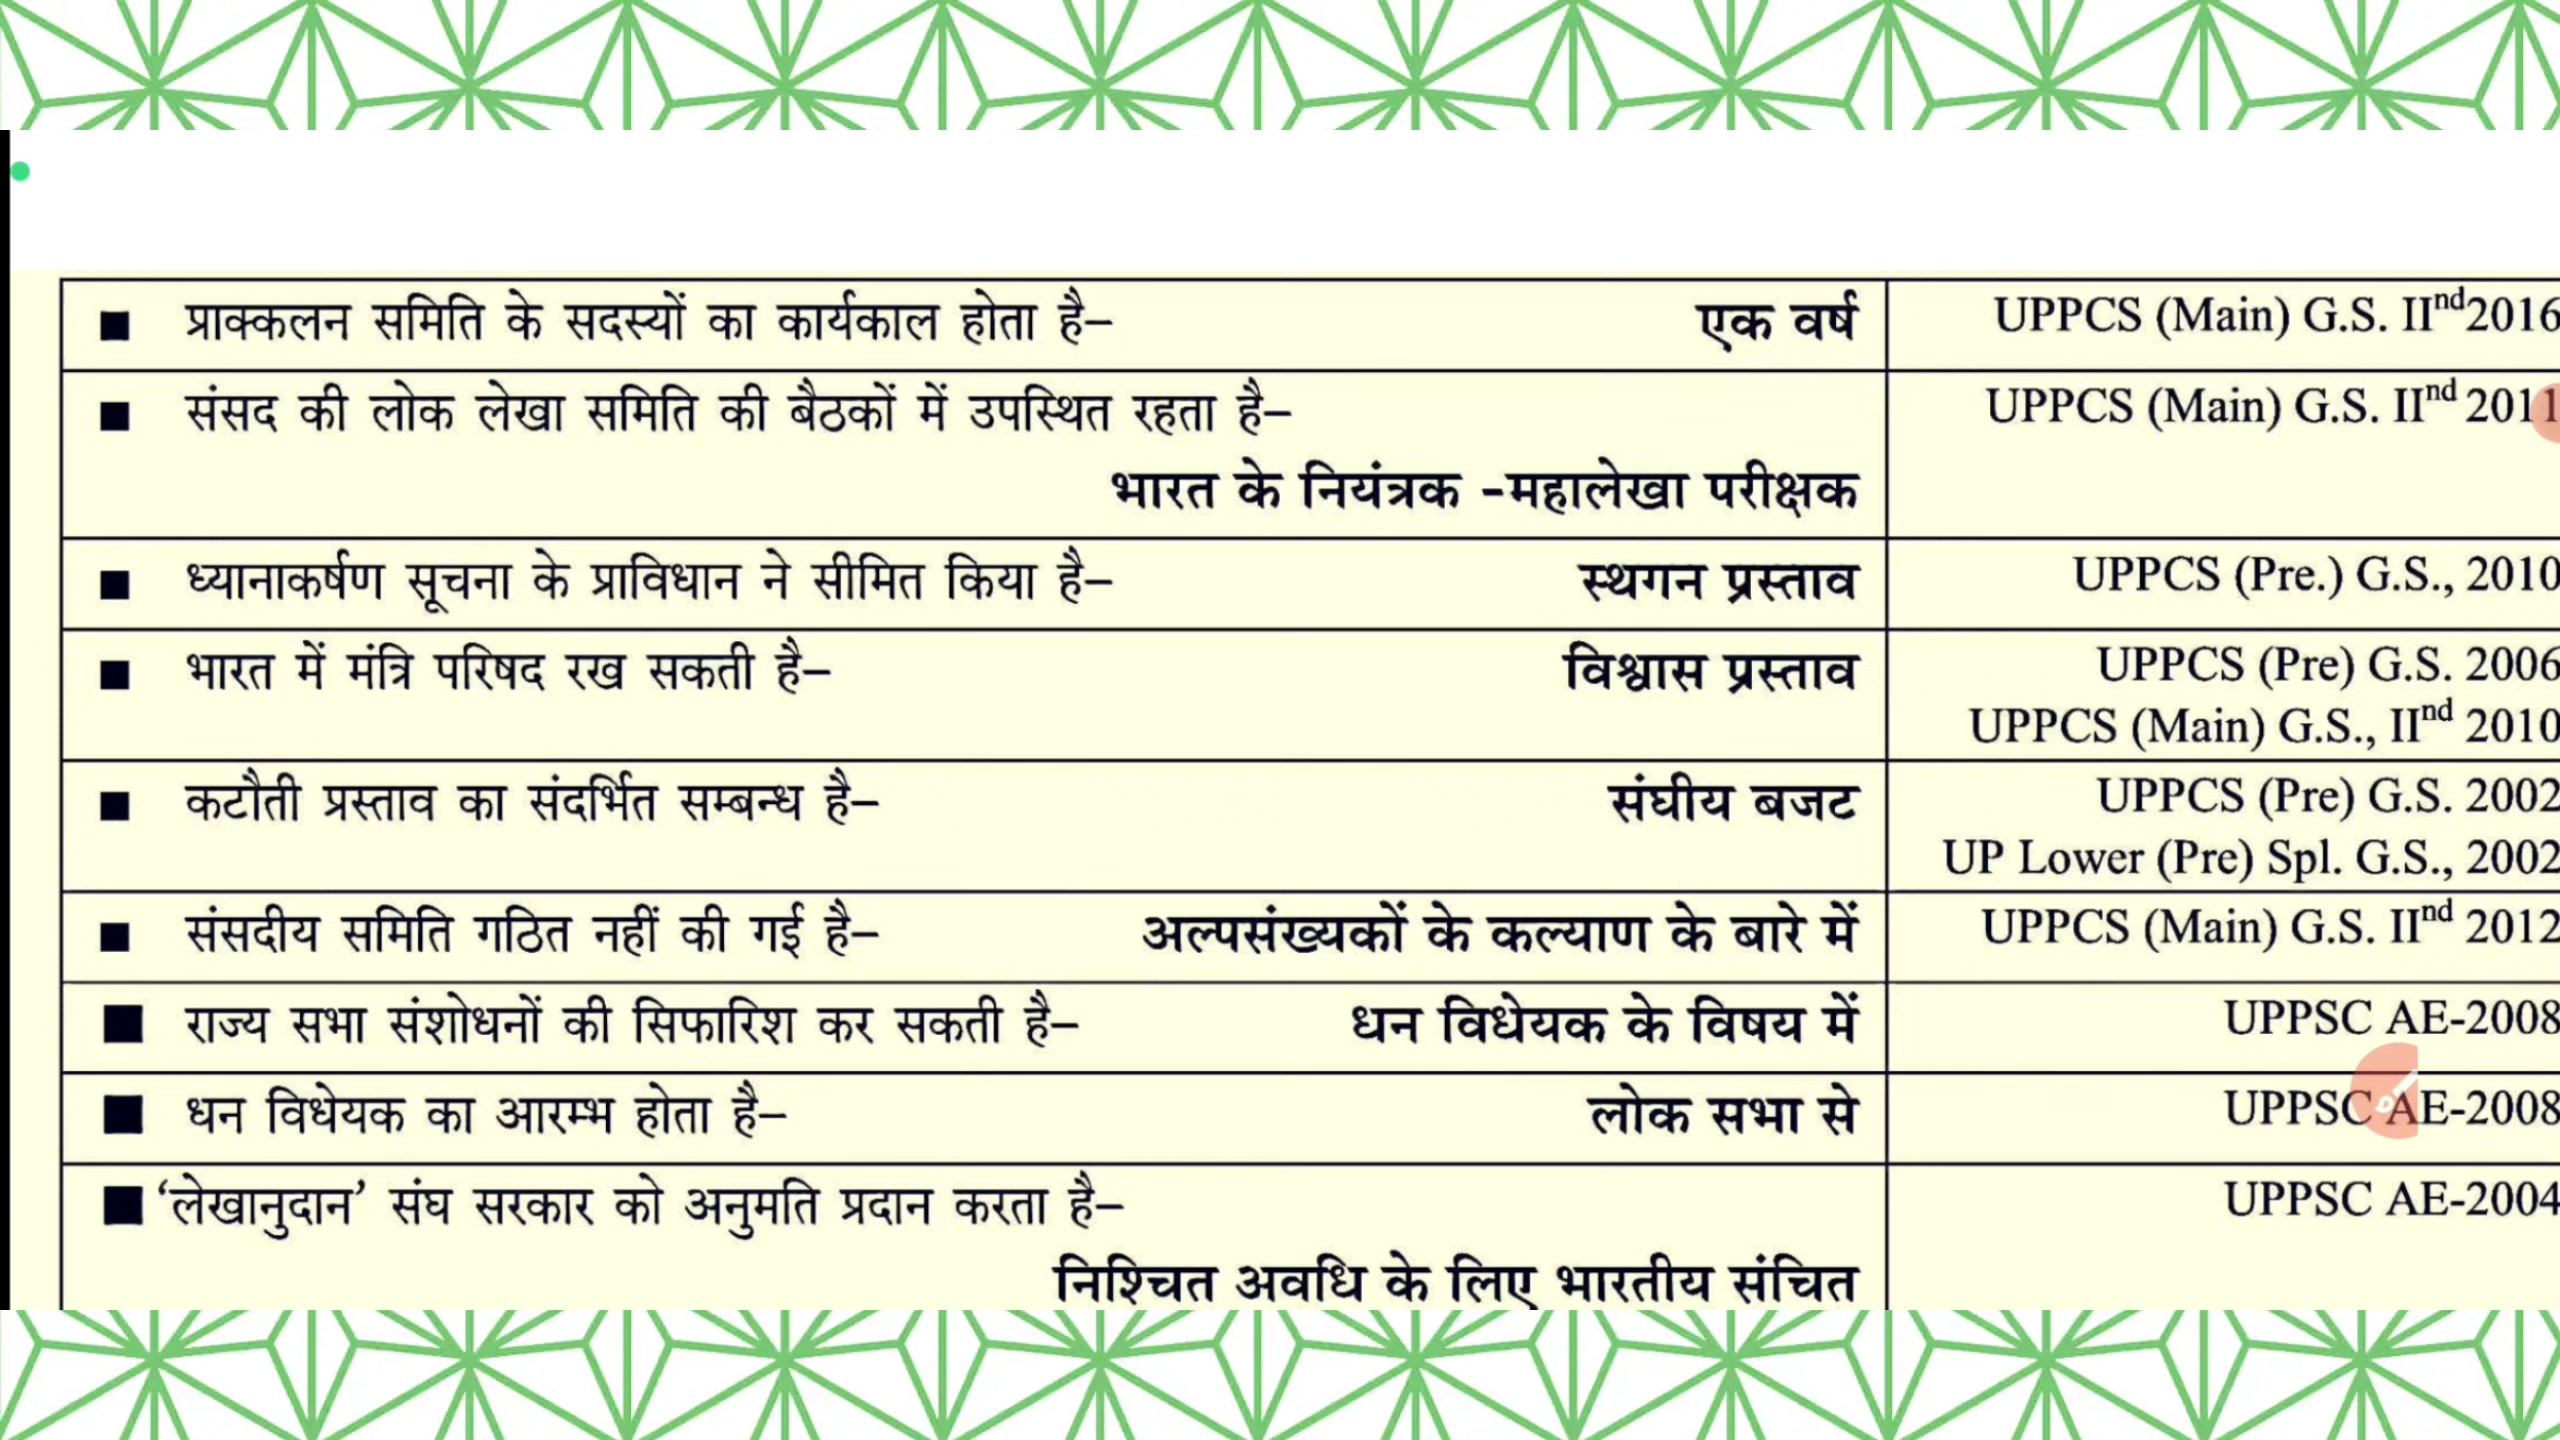 ■ प्राक्कलन समिति के सदस्यों का कार्यकाल होता है– एक वर्ष UPPCS (Main) G.S. IInd2016
■ संसद की लोक लेखा समिति की बैठकों में उपस्थित रहता है– UPPCS (Main) G.S. IInd 2011
भारत के नियंत्रक -महालेखा परीक्षक
■ ध्यानाकर्षण सूचना के प्राविधान ने सीमित किया है– स्थगन प्रस्ताव UPPCS (Pre.) G.S., 2010
■ भारत में मंत्रि परिषद रख सकती है– विश्वास प्रस्ताव UPPCS (Pre) G.S. 2006
UPPCS (Main) G.S., IInd 2010
■ कटौती प्रस्ताव का संदर्भित सम्बन्ध है– संघीय बजट UPPCS (Pre) G.S. 2002
UP Lower (Pre) Spl. G.S., 2002
■ संसदीय समिति गठित नहीं की गई है– अल्पसंख्यकों के कल्याण के बारे में UPPCS (Main) G.S. IInd 2012
■ राज्य सभा संशोधनों की सिफारिश कर सकती है– धन विधेयक के विषय में UPPSC AE-2008
■ धन विधेयक का आरम्भ होता है– लोक सभा से UPPSC AE-2008
■ ‘लेखानुदान’ संघ सरकार को अनुमति प्रदान करता है– UPPSC AE-2004
निश्चित अवधि के लिए भारतीय संचित